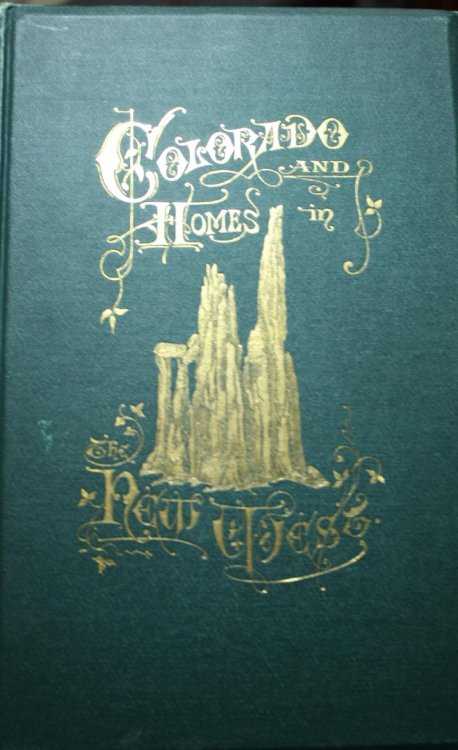 COLORADO
AND
HOMES in
The
NEW WEST.